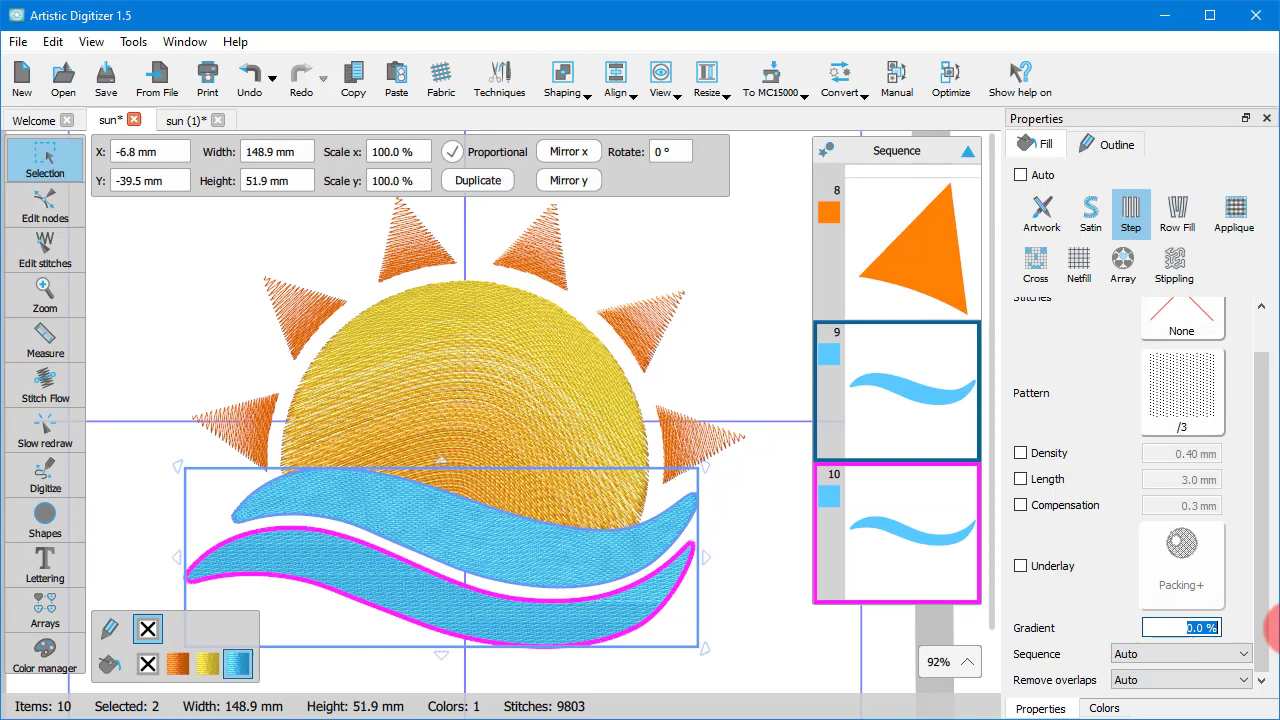 Artistic Digitizer 1.5
File Edit View Tools Window Help
New Open Save From File Print Undo Redo Copy Paste Fabric Techniques Shaping Align View Resize To MC15000 Convert Manual Optimize Show help on
Welcome sun* sun (1)*
Properties
Fill Outline
Auto
Artwork Satin Step Row Fill Applique
Cross Netfill Array Stippling
Stitches
None
Pattern
/3
Density 0.40 mm
Length 3.0 mm
Compensation 0.3 mm
Underlay
Packing+
Gradient 0.0 %
Sequence Auto
Remove overlaps Auto
Properties Colors
Selection
Edit nodes
Edit stitches
Zoom
Measure
Stitch Flow
Slow redraw
Digitize
Shapes
Lettering
Arrays
Color manager
X: -6.8 mm Width: 148.9 mm Scale x: 100.0 % Proportional Mirror x Rotate: 0 °
Y: -39.5 mm Height: 51.9 mm Scale y: 100.0 % Duplicate Mirror y
Sequence
8
9
10
92%
Items: 10 Selected: 2 Width: 148.9 mm Height: 51.9 mm Colors: 1 Stitches: 9803